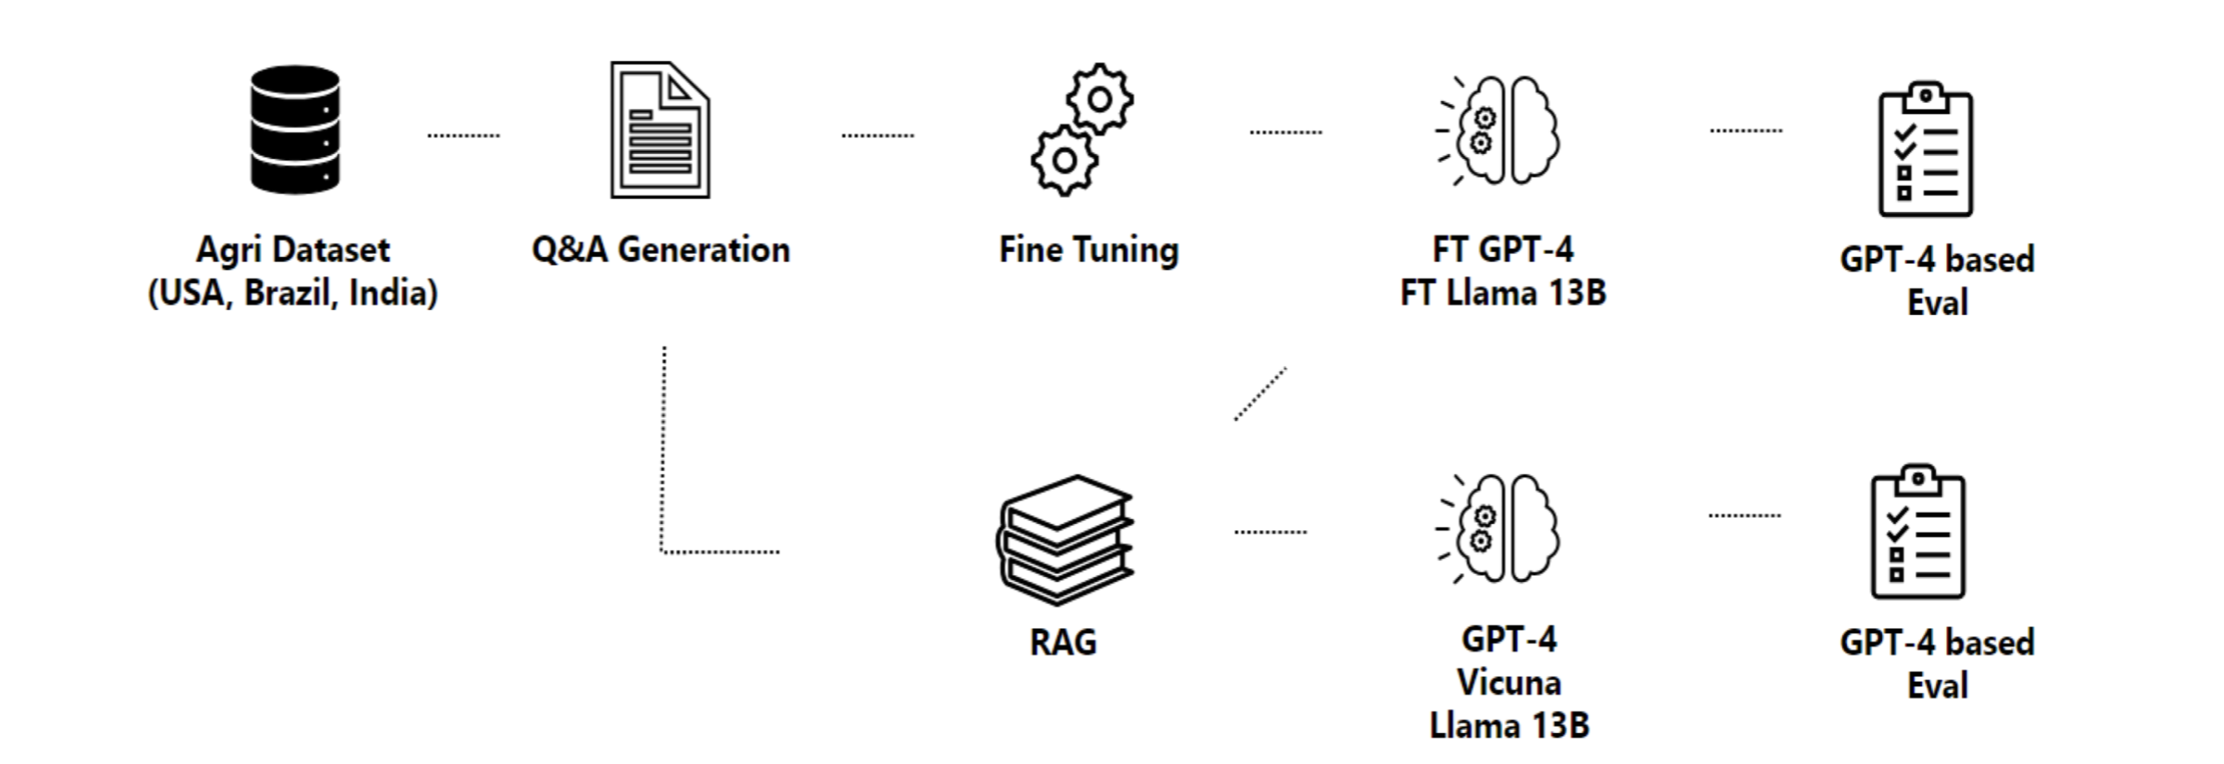 Agri Dataset
(USA, Brazil, India)
Q&A Generation
Fine Tuning
FT GPT-4
FT Llama 13B
GPT-4 based
Eval
RAG
GPT-4
Vicuna
Llama 13B
GPT-4 based
Eval